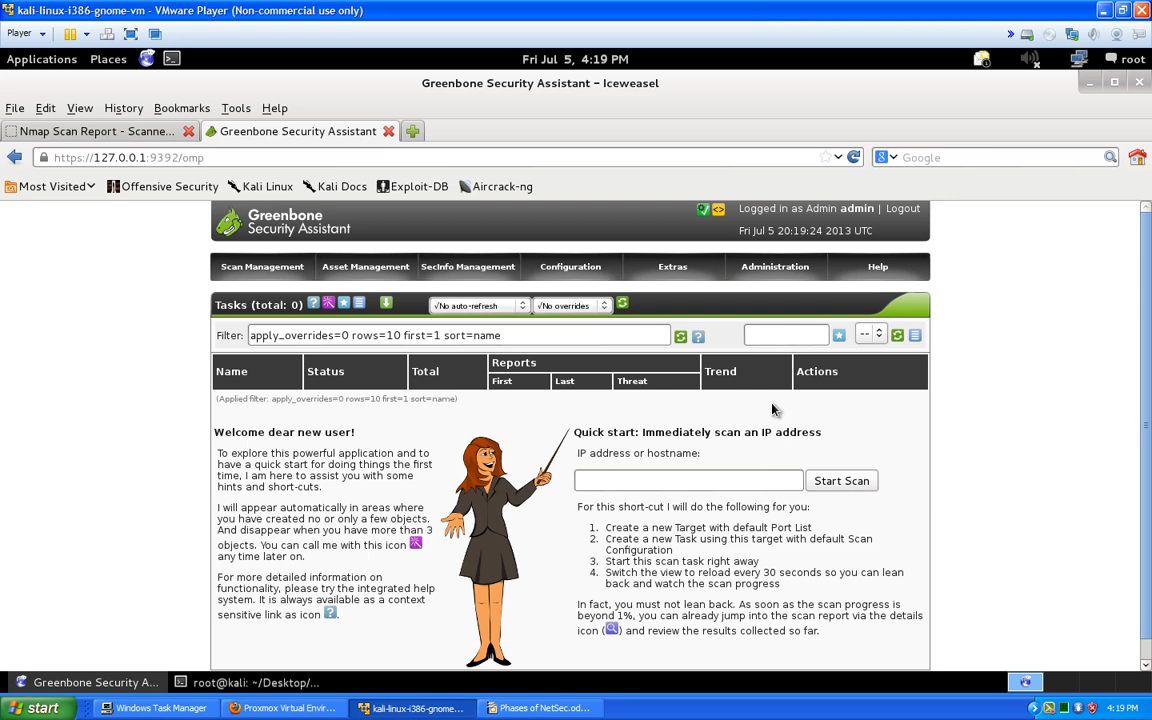 kali-linux-i386-gnome-vm - VMware Player (Non-commercial use only)
Player
Applications Places Fri Jul 5, 4:19 PM root
Greenbone Security Assistant - Iceweasel
File Edit View History Bookmarks Tools Help
Nmap Scan Report - Scanne... Greenbone Security Assistant
https://127.0.0.1:9392/omp Google
Most Visited Offensive Security Kali Linux Kali Docs Exploit-DB Aircrack-ng
Greenbone
Security Assistant
Logged in as Admin admin | Logout
Fri Jul 5 20:19:24 2013 UTC
Scan Management Asset Management SecInfo Management Configuration Extras Administration Help
Tasks (total: 0) √No auto-refresh √No overrides
Filter: apply_overrides=0 rows=10 first=1 sort=name --
Name Status Total Reports Trend Actions
First Last Threat
(Applied filter: apply_overrides=0 rows=10 first=1 sort=name)
Welcome dear new user!
To explore this powerful application and to
have a quick start for doing things the first
time, I am here to assist you with some
hints and short-cuts.
I will appear automatically in areas where
you have created no or only a few objects.
And disappear when you have more than 3
objects. You can call me with this icon
any time later on.
For more detailed information on
functionality, please try the integrated help
system. It is always available as a context
sensitive link as icon ?.
Quick start: Immediately scan an IP address
IP address or hostname:
Start Scan
For this short-cut I will do the following for you:
1. Create a new Target with default Port List
2. Create a new Task using this target with default Scan
Configuration
3. Start this scan task right away
4. Switch the view to reload every 30 seconds so you can lean
back and watch the scan progress
In fact, you must not lean back. As soon as the scan progress is
beyond 1%, you can already jump into the scan report via the details
icon ( ) and review the results collected so far.
Greenbone Security A... root@kali: ~/Desktop/...
start Windows Task Manager Proxmox Virtual Envir... kali-linux-i386-gnome... Phases of NetSec.od... 4:19 PM